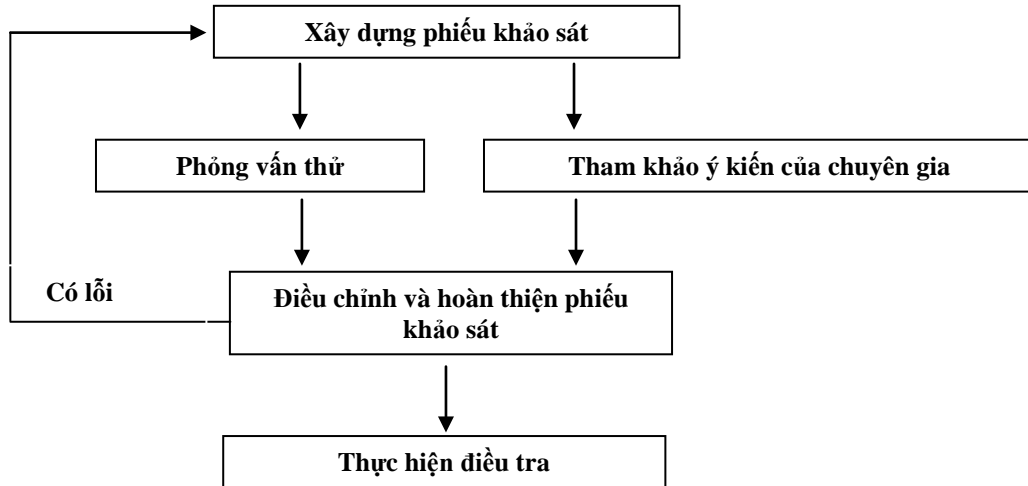 Xây dựng phiếu khảo sát
Phỏng vấn thử
Tham khảo ý kiến của chuyên gia
Có lỗi
Điều chỉnh và hoàn thiện phiếu
khảo sát
Thực hiện điều tra